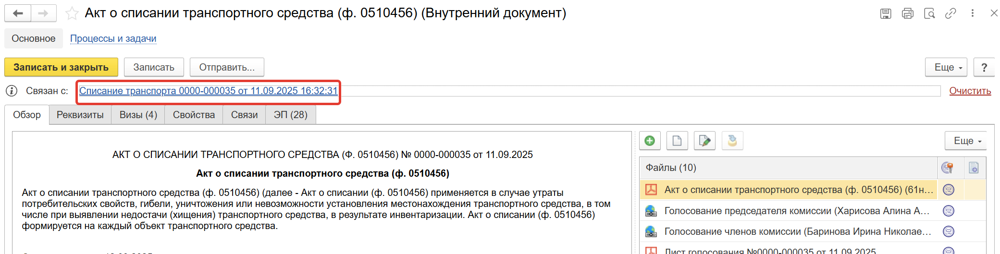 Акт о списании транспортного средства (ф. 0510456) (Внутренний документ)
Основное Процессы и задачи
Записать и закрыть Записать Отправить... Еще ?
Связан с: Списание транспорта 0000-000035 от 11.09.2025 16:32:31 Очистить
Обзор Реквизиты Визы (4) Свойства Связи ЭП (28)
АКТ О СПИСАНИИ ТРАНСПОРТНОГО СРЕДСТВА (Ф. 0510456) № 0000-000035 от 11.09.2025
Акт о списании транспортного средства (ф. 0510456)
Акт о списании транспортного средства (ф. 0510456) (далее - Акт о списании (ф. 0510456) применяется в случае утраты
потребительских свойств, гибели, уничтожения или невозможности установления местонахождения транспортного средства, в том
числе при выявлении недостачи (хищения) транспортного средства, в результате инвентаризации. Акт о списании (ф. 0510456)
формируется на каждый объект транспортного средства.
Еще
Файлы (10)
Акт о списании транспортного средства (ф. 0510456) (61н...
Голосование председателя комиссии (Харисова Алина А...
Голосование членов комиссии (Баринова Ирина Николае...
Лист голосования №0000-000035 от 11.09.2025